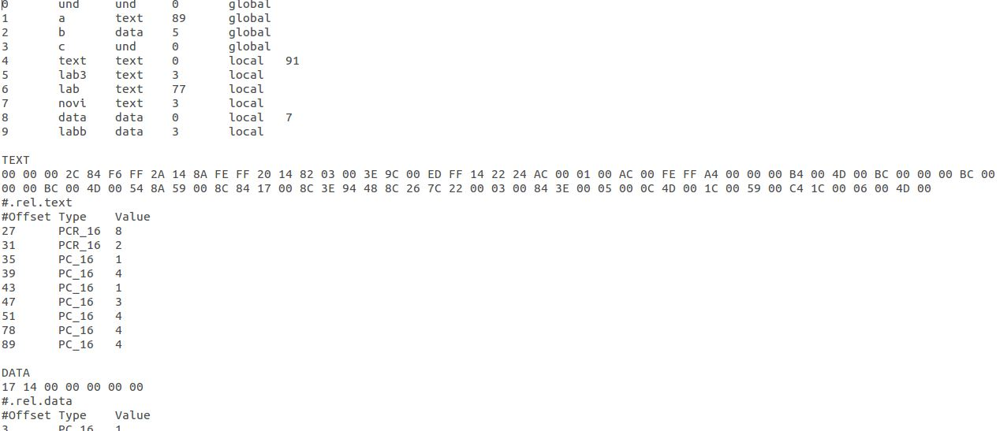 0 und und 0 global
1 a text 89 global
2 b data 5 global
3 c und 0 global
4 text text 0 local 91
5 lab3 text 3 local
6 lab text 77 local
7 novi text 3 local
8 data data 0 local 7
9 labb data 3 local
TEXT
00 00 00 2C 84 F6 FF 2A 14 8A FE FF 20 14 82 03 00 3E 9C 00 ED FF 14 22 24 AC 00 01 00 AC 00 FE FF A4 00 00 00 B4 00 4D 00 BC 00 00 00 BC 00
00 00 BC 00 4D 00 54 8A 59 00 8C 84 17 00 8C 3E 94 48 8C 26 7C 22 00 03 00 84 3E 00 05 00 0C 4D 00 1C 00 59 00 C4 1C 00 06 00 4D 00
#.rel.text
#Offset Type Value
27 PCR_16 8
31 PCR_16 2
35 PC_16 1
39 PC_16 4
43 PC_16 1
47 PC_16 3
51 PC_16 4
78 PC_16 4
89 PC_16 4
DATA
17 14 00 00 00 00 00
#.rel.data
#Offset Type Value
3 PC_16 1